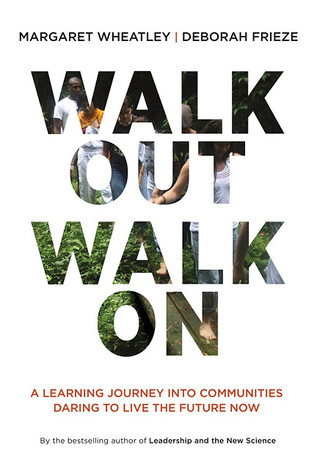 MARGARET WHEATLEY | DEBORAH FRIEZE
WALK
OUT
WALK
ON
A LEARNING JOURNEY INTO COMMUNITIES
DARING TO LIVE THE FUTURE NOW
By the bestselling author of Leadership and the New Science